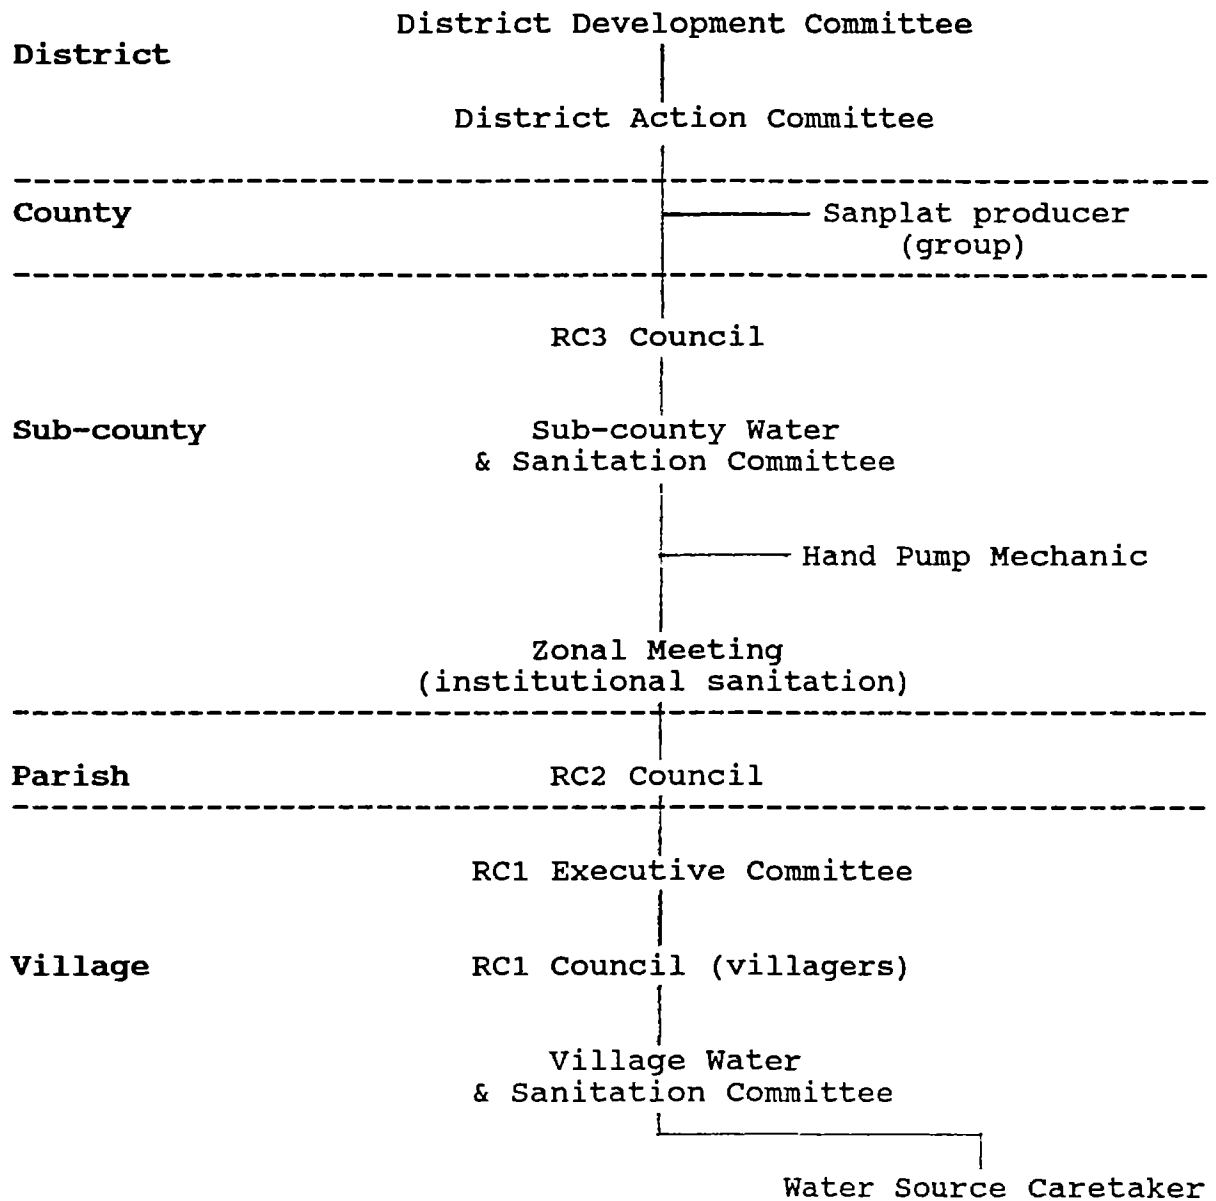 District Development Committee
District
District Action Committee
County
Sanplat producer
(group)
RC3 Council
Sub-county
Sub-county Water
& Sanitation Committee
Hand Pump Mechanic
Zonal Meeting
(institutional sanitation)
Parish
RC2 Council
RC1 Executive Committee
Village
RC1 Council (villagers)
Village Water
& Sanitation Committee
Water Source Caretaker